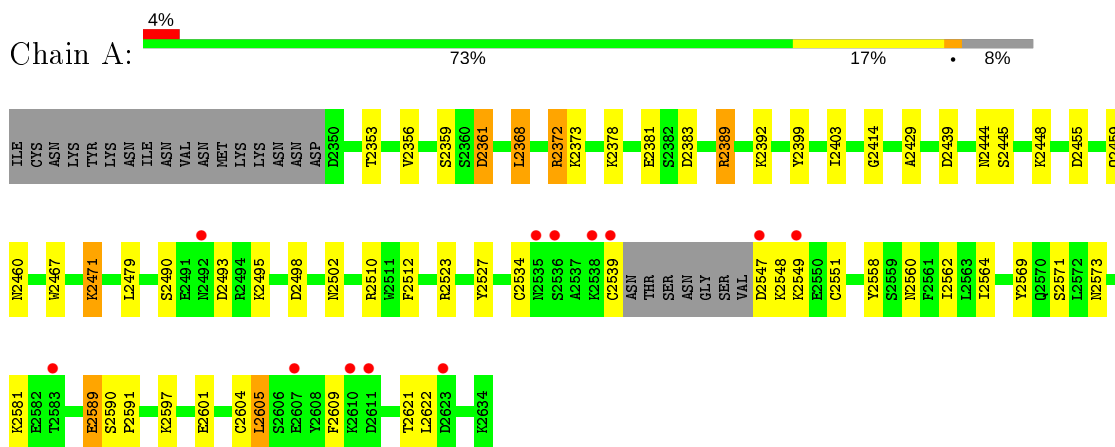 4%
Chain A:
73% 17% • 8%
ILE CYS ASN LYS TYR LYS ASN ILE ASN VAL ASN MET LYS LYS ASN ASN ASP D2350 T2353 V2356 S2359 S2360 D2361 L2368 R2372 K2373 K2378 E2381 S2382 D2383 R2389 K2392 Y2399 I2403 G2414 A2429 D2439 N2444 S2445 K2448 D2455
N2460 W2467 K2471 L2479 S2490 E2491 N2492 D2493 R2494 K2495 D2498 N2502 R2510 W2511 F2512 R2523 Y2527 C2534 N2535 S2536 A2537 K2538 C2539 ASN THR SER ASN GLY SER VAL D2547 K2548 K2549 E2550 C2551 Y2558 S2559 N2560 F2561 I2562 L2563 I2564 Y2569 Q2570 S2571 L2572 N2573
K2581 E2582 T2583 E2589 S2590 P2591 K2597 E2601 C2604 L2605 S2606 E2607 Y2608 F2609 K2610 D2611 T2621 L2622 D2623 K2634